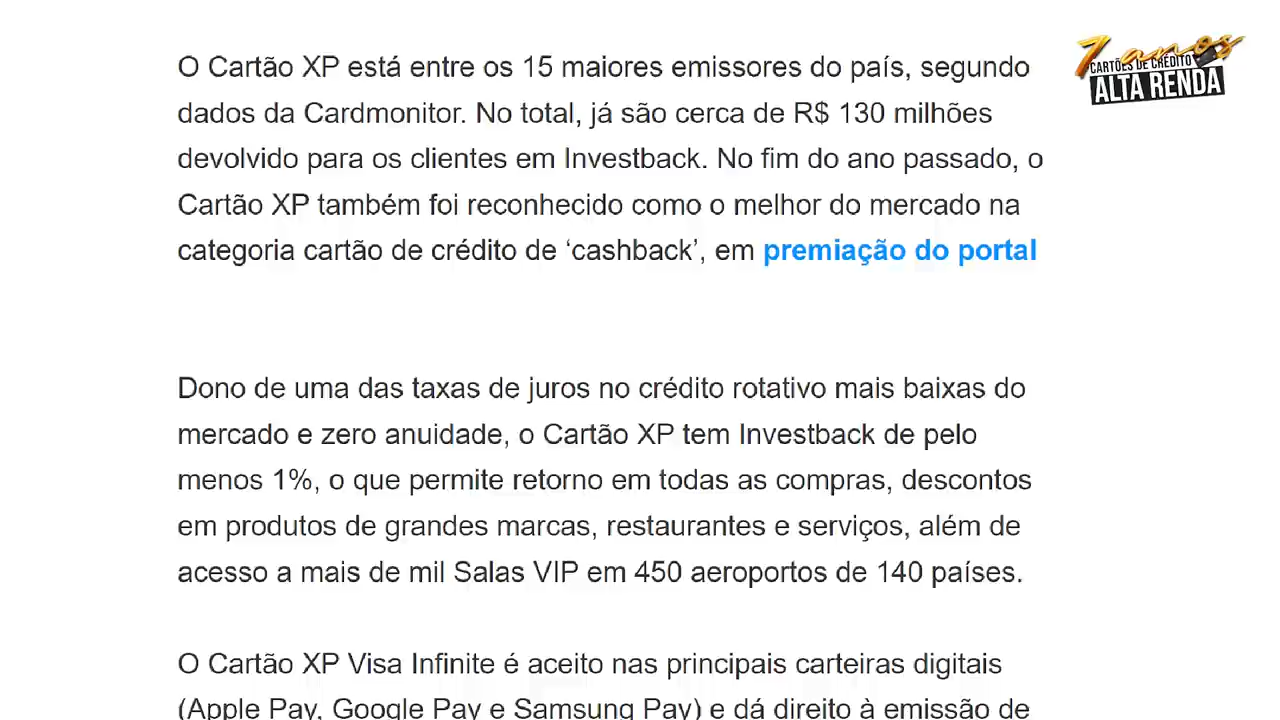 7 anos
CARTÕES DE CRÉDITO
ALTA RENDA
O Cartão XP está entre os 15 maiores emissores do país, segundo
dados da Cardmonitor. No total, já são cerca de R$ 130 milhões
devolvido para os clientes em Investback. No fim do ano passado, o
Cartão XP também foi reconhecido como o melhor do mercado na
categoria cartão de crédito de ‘cashback’, em premiação do portal
Dono de uma das taxas de juros no crédito rotativo mais baixas do
mercado e zero anuidade, o Cartão XP tem Investback de pelo
menos 1%, o que permite retorno em todas as compras, descontos
em produtos de grandes marcas, restaurantes e serviços, além de
acesso a mais de mil Salas VIP em 450 aeroportos de 140 países.
O Cartão XP Visa Infinite é aceito nas principais carteiras digitais
(Apple Pay, Google Pay e Samsung Pay) e dá direito à emissão de